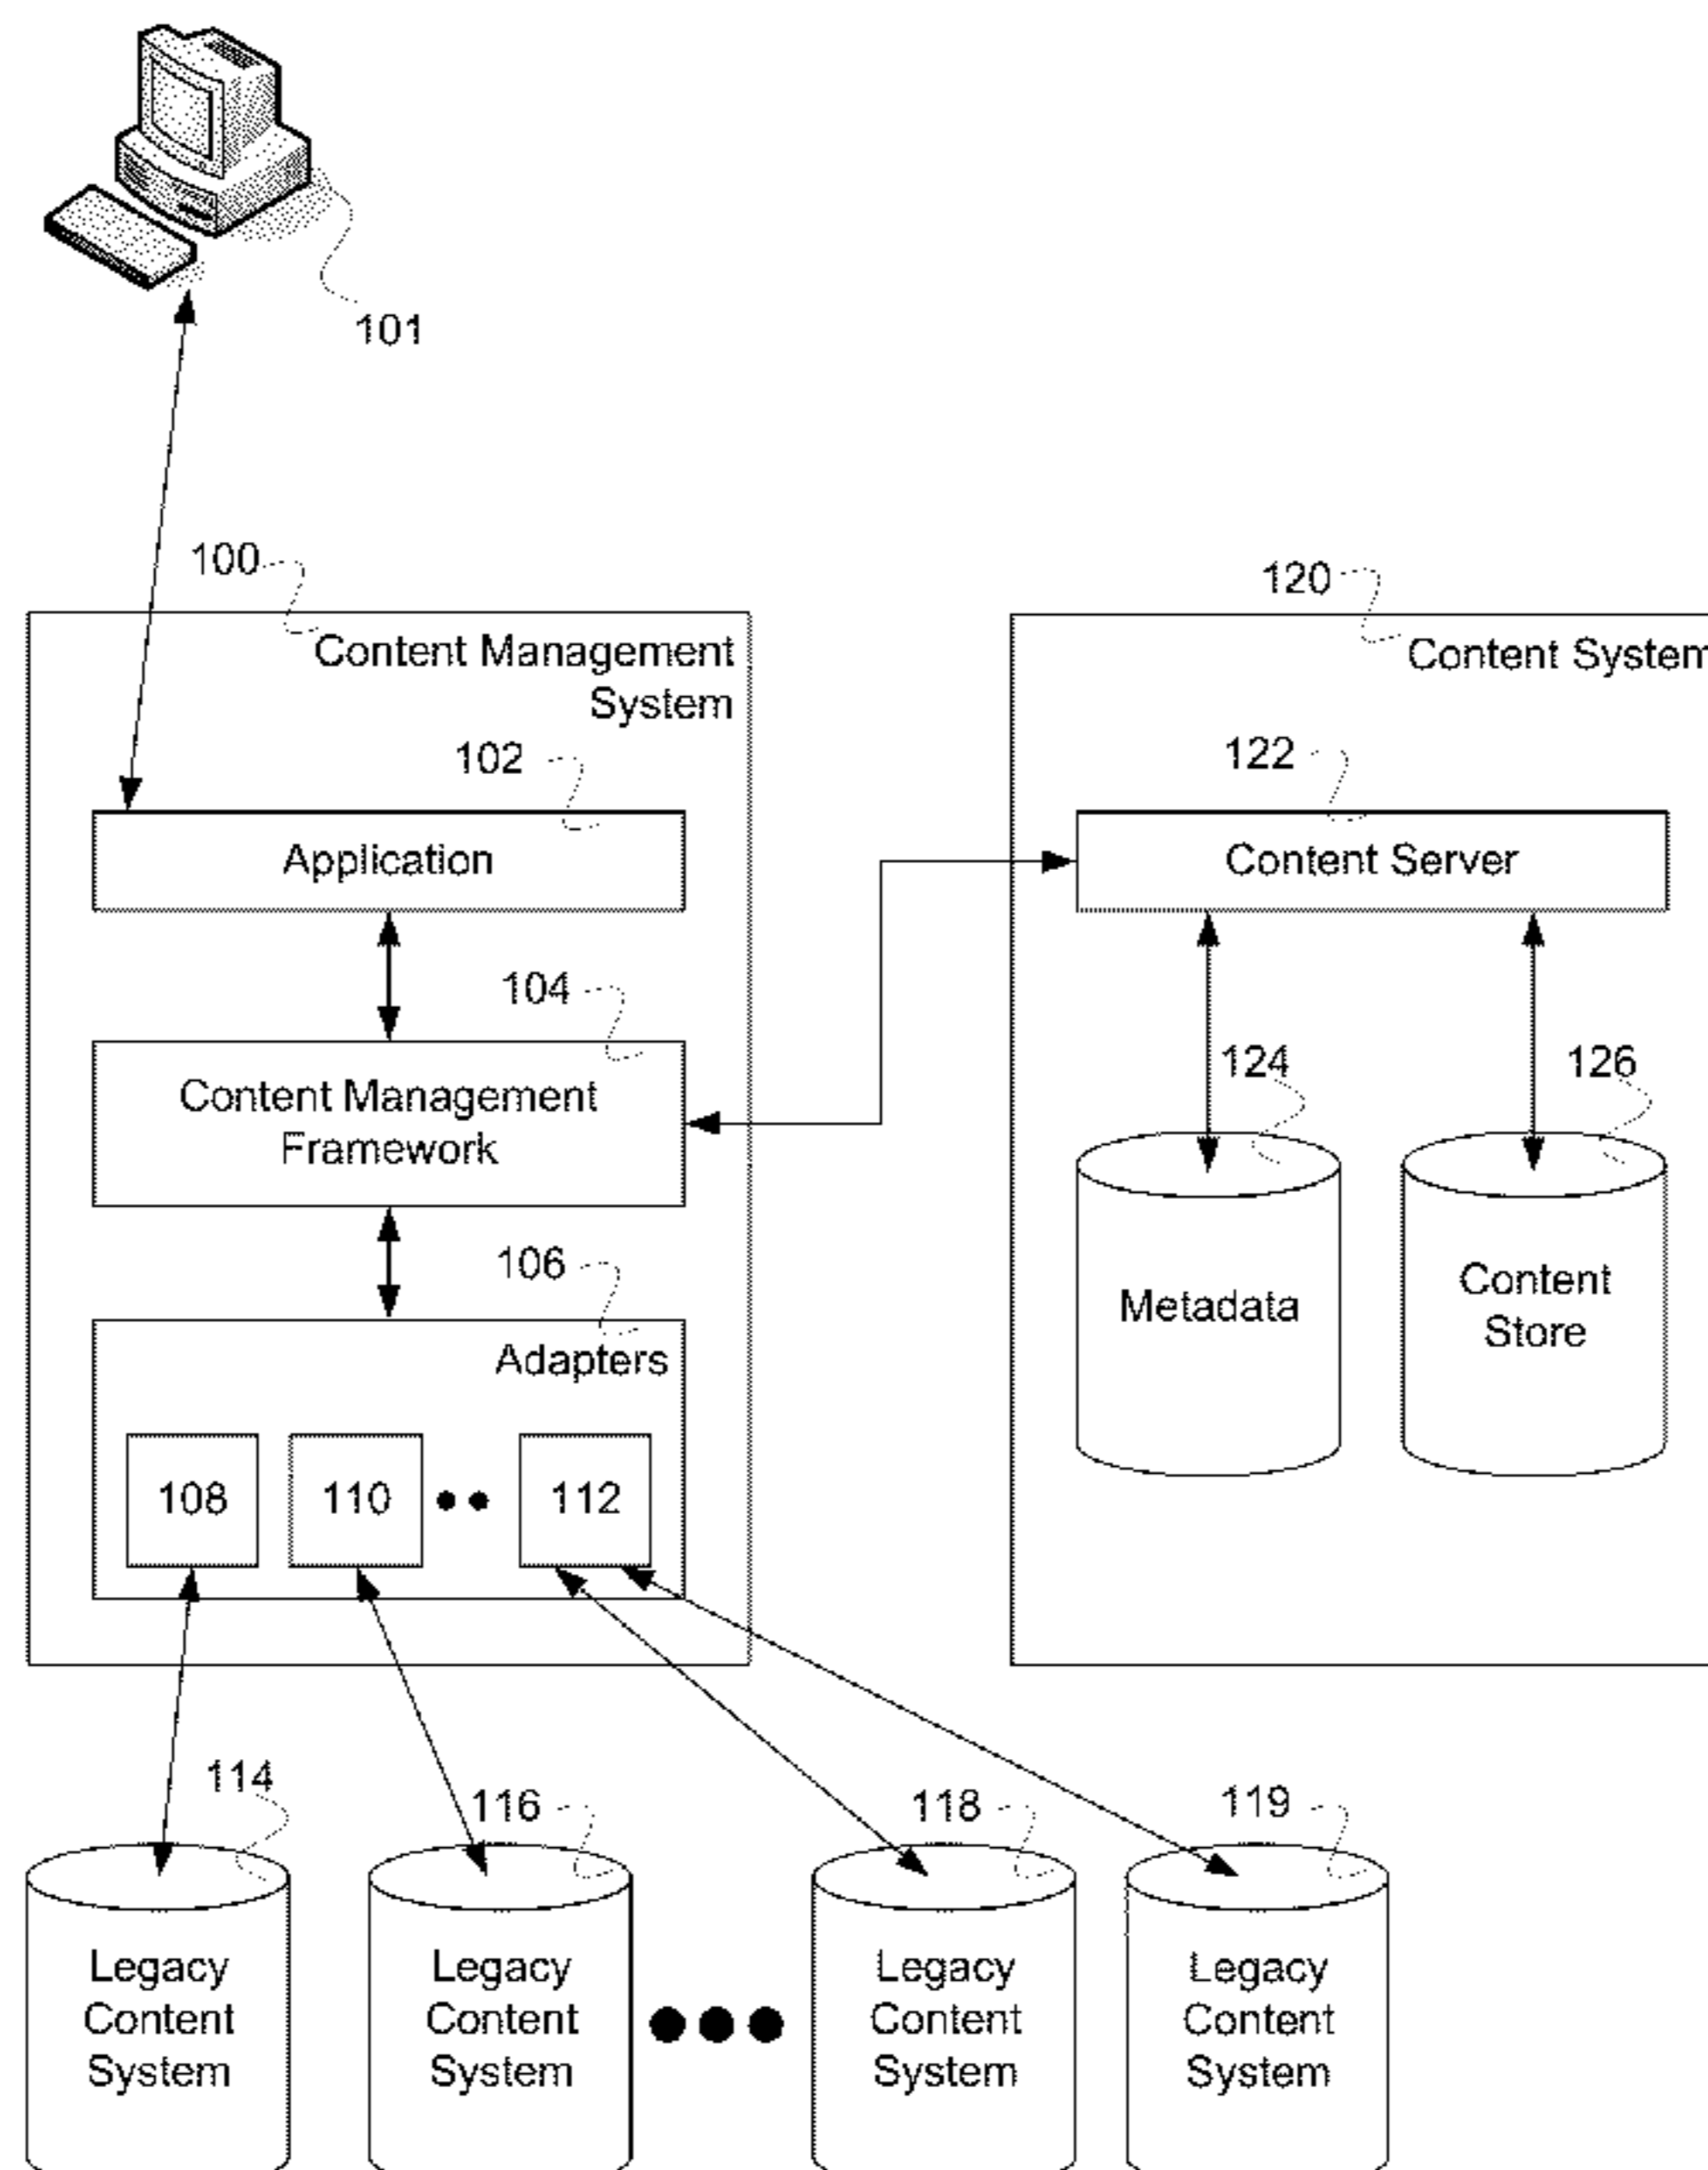 101
100
Content Management
System
120
Content System
102
Application
122
Content Server
104
Content Management
Framework
124
126
Metadata
Content
Store
106
Adapters
108
110
112
114
116
118
119
Legacy
Content
System
Legacy
Content
System
Legacy
Content
System
Legacy
Content
System